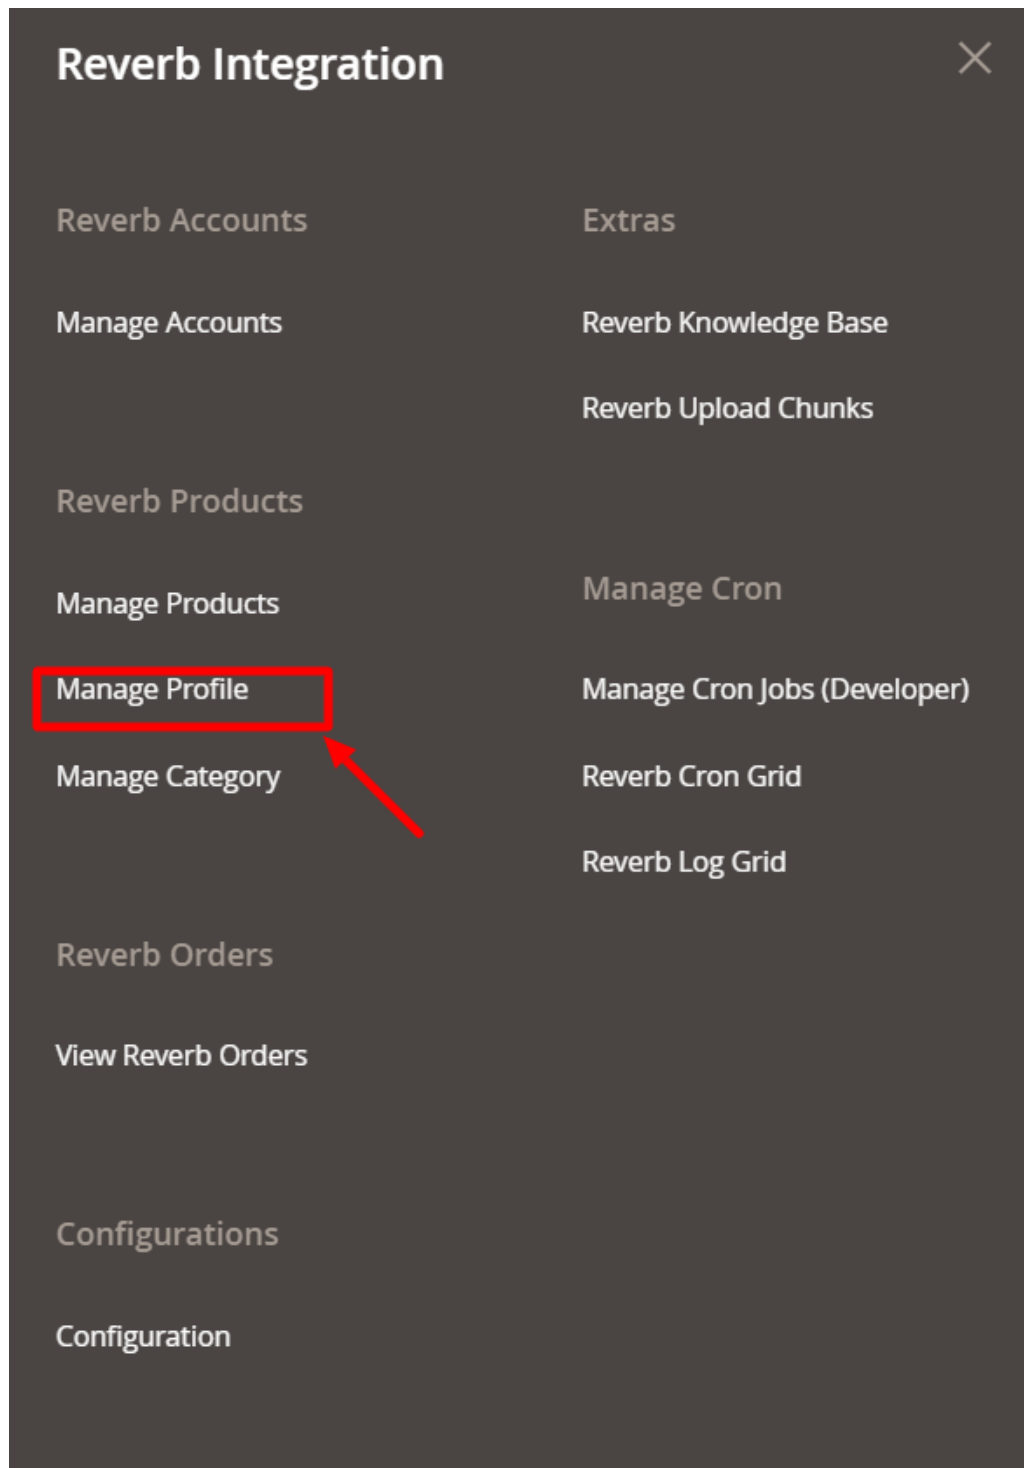 Reverb Integration
Reverb Accounts
Manage Accounts
Reverb Products
Manage Products
Manage Profile
Manage Category
Reverb Orders
View Reverb Orders
Configurations
Configuration
Extras
Reverb Knowledge Base
Reverb Upload Chunks
Manage Cron
Manage Cron Jobs (Developer)
Reverb Cron Grid
Reverb Log Grid